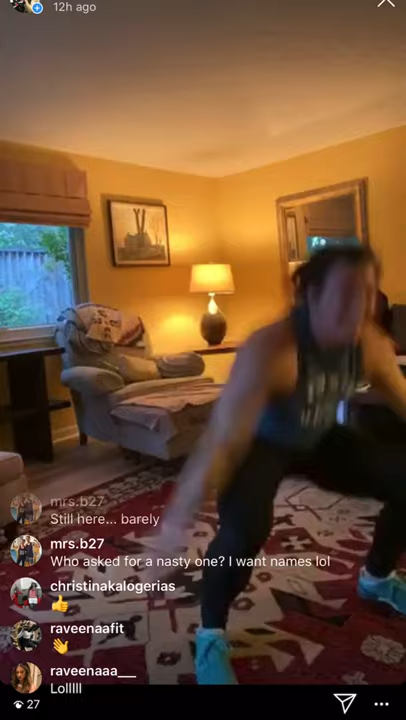 12h ago
mrs.b27
Still here... barely
mrs.b27
Who asked for a nasty one? I want names lol
christinakalogerias
👍
raveenaafit
👋
raveenaaa___
Lolllll
27